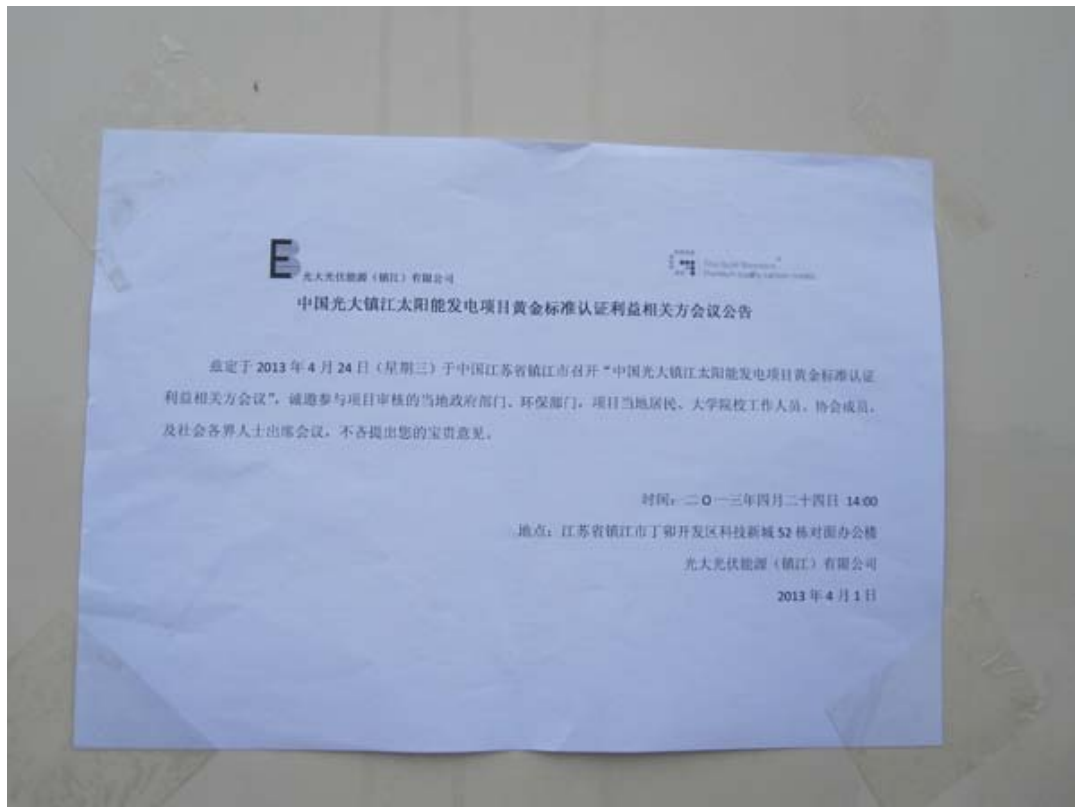 光大光伏能源（镇江）有限公司
The Gold Standard
Premium quality carbon credits
中国光大镇江太阳能发电项目黄金标准认证利益相关方会议公告
兹定于 2013 年 4 月 24 日（星期三）于中国江苏省镇江市召开“中国光大镇江太阳能发电项目黄金标准认证
利益相关方会议”，诚邀参与项目审核的当地政府部门、环保部门，项目当地居民、大学院校工作人员、协会成员，
及社会各界人士出席会议，不吝提出您的宝贵意见。
时间：二 O 一三年四月二十四日 14:00
地点：江苏省镇江市丁卯开发区科技新城 52 栋对面办公楼
光大光伏能源（镇江）有限公司
2013 年 4 月 1 日